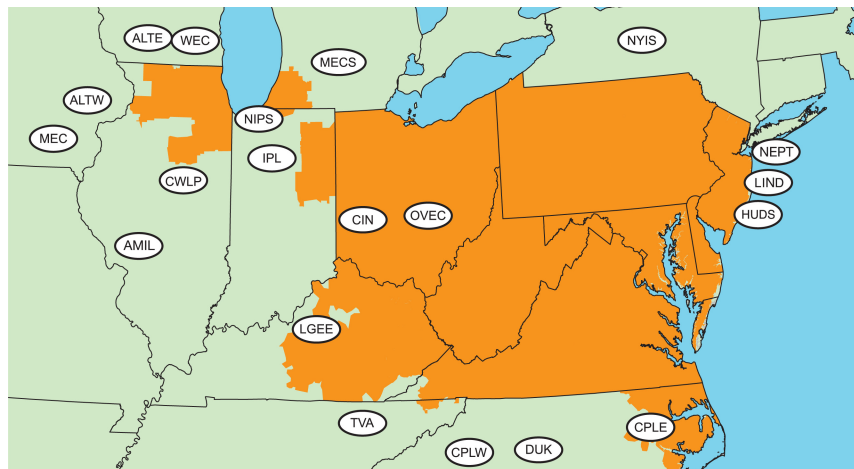 ALTE
WEC
NYIS
MECS
ALTW
NIPS
MEC
NEPT
IPL
CWLP
LIND
CIN
OVEC
HUDS
AMIL
LGEE
TVA
CPLE
CPLW
DUK